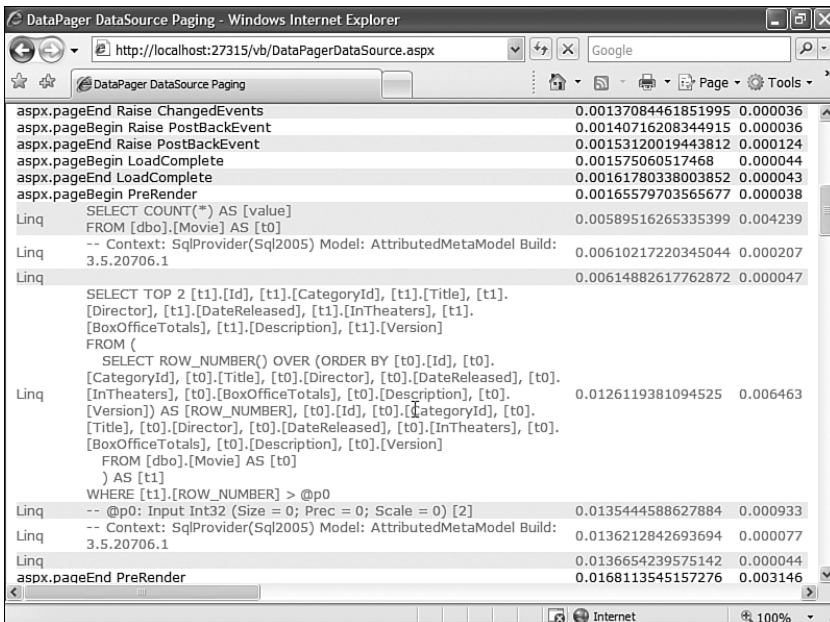 DataPager DataSource Paging - Windows Internet Explorer
http://localhost:27315/vb/DataPagerDataSource.aspx
Google
DataPager DataSource Paging
Page
Tools
aspx.pageEnd Raise ChangedEvents 0.00137084461851995 0.000036
aspx.pageBegin Raise PostBackEvent 0.00140716208344915 0.000036
aspx.pageEnd Raise PostBackEvent 0.00153120019443812 0.000124
aspx.pageBegin LoadComplete 0.001575060517468 0.000044
aspx.pageEnd LoadComplete 0.00161780338003852 0.000043
aspx.pageBegin PreRender 0.00165579703565677 0.000038
Linq
SELECT COUNT(*) AS [value]
FROM [dbo].[Movie] AS [t0]
0.00589516265335399 0.004239
Linq
-- Context: SqlProvider(Sql2005) Model: AttributedMetaModel Build:
3.5.20706.1
0.00610217220345044 0.000207
Linq 0.00614882617762872 0.000047
Linq
SELECT TOP 2 [t1].[Id], [t1].[CategoryId], [t1].[Title], [t1].
[Director], [t1].[DateReleased], [t1].[InTheaters], [t1].
[BoxOfficeTotals], [t1].[Description], [t1].[Version]
FROM (
SELECT ROW_NUMBER() OVER (ORDER BY [t0].[Id], [t0].
[CategoryId], [t0].[Title], [t0].[Director], [t0].[DateReleased], [t0].
[InTheaters], [t0].[BoxOfficeTotals], [t0].[Description], [t0].
[Version]) AS [ROW_NUMBER], [t0].[Id], [t0].[CategoryId], [t0].
[Title], [t0].[Director], [t0].[DateReleased], [t0].[InTheaters], [t0].
[BoxOfficeTotals], [t0].[Description], [t0].[Version]
FROM [dbo].[Movie] AS [t0]
) AS [t1]
WHERE [t1].[ROW_NUMBER] > @p0
0.0126119381094525 0.006463
Linq -- @p0: Input Int32 (Size = 0; Prec = 0; Scale = 0) [2] 0.0135444588627884 0.000933
Linq
-- Context: SqlProvider(Sql2005) Model: AttributedMetaModel Build:
3.5.20706.1
0.0136212842693694 0.000077
Linq 0.0136654239575142 0.000044
aspx.pageEnd PreRender 0.0168113545157276 0.003146
Internet
100%